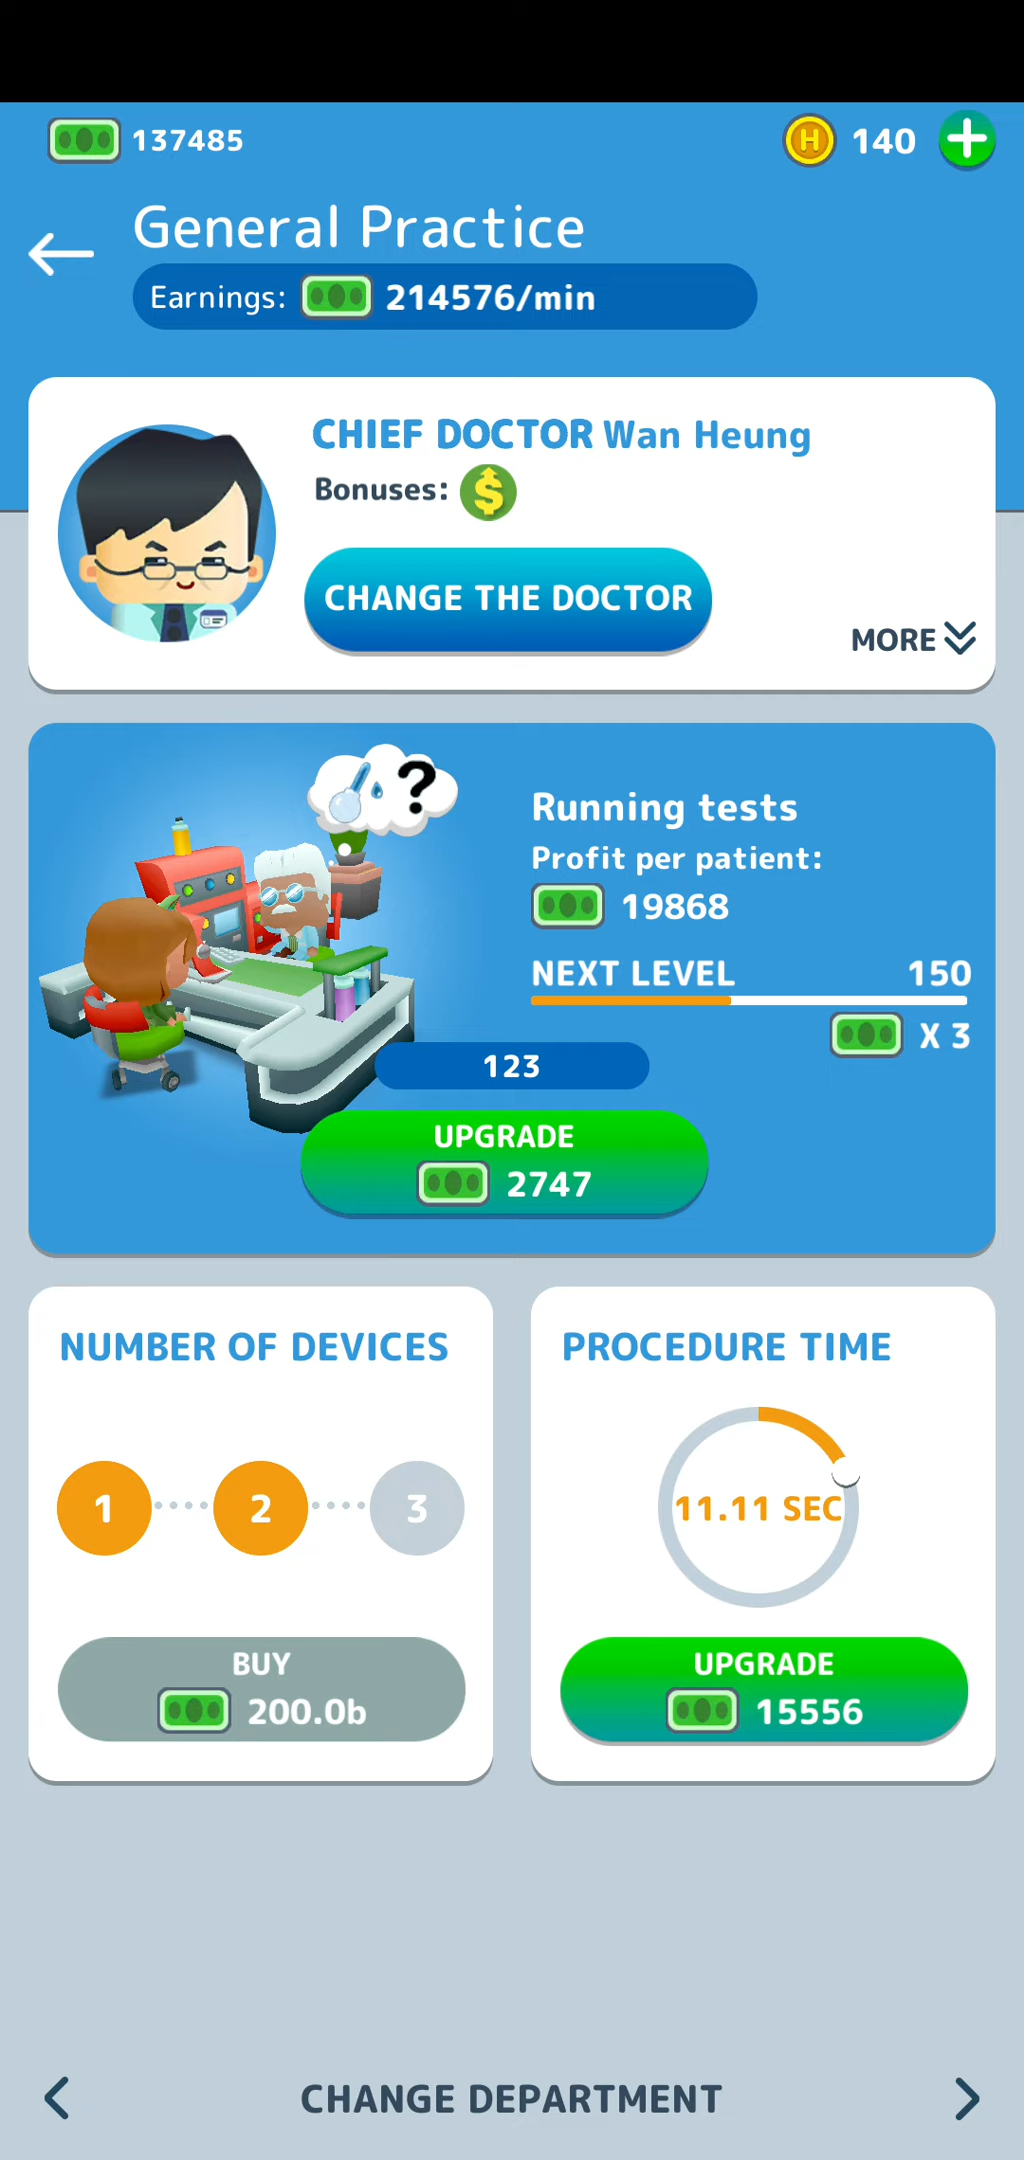 137485
H 140
General Practice
Earnings: 214576/min
CHIEF DOCTOR Wan Heung
Bonuses: $
CHANGE THE DOCTOR
MORE
?
Running tests
Profit per patient:
19868
NEXT LEVEL 150
X 3
123
UPGRADE
2747
NUMBER OF DEVICES
1 2 3
BUY
200.0b
PROCEDURE TIME
11.11 SEC
UPGRADE
15556
CHANGE DEPARTMENT